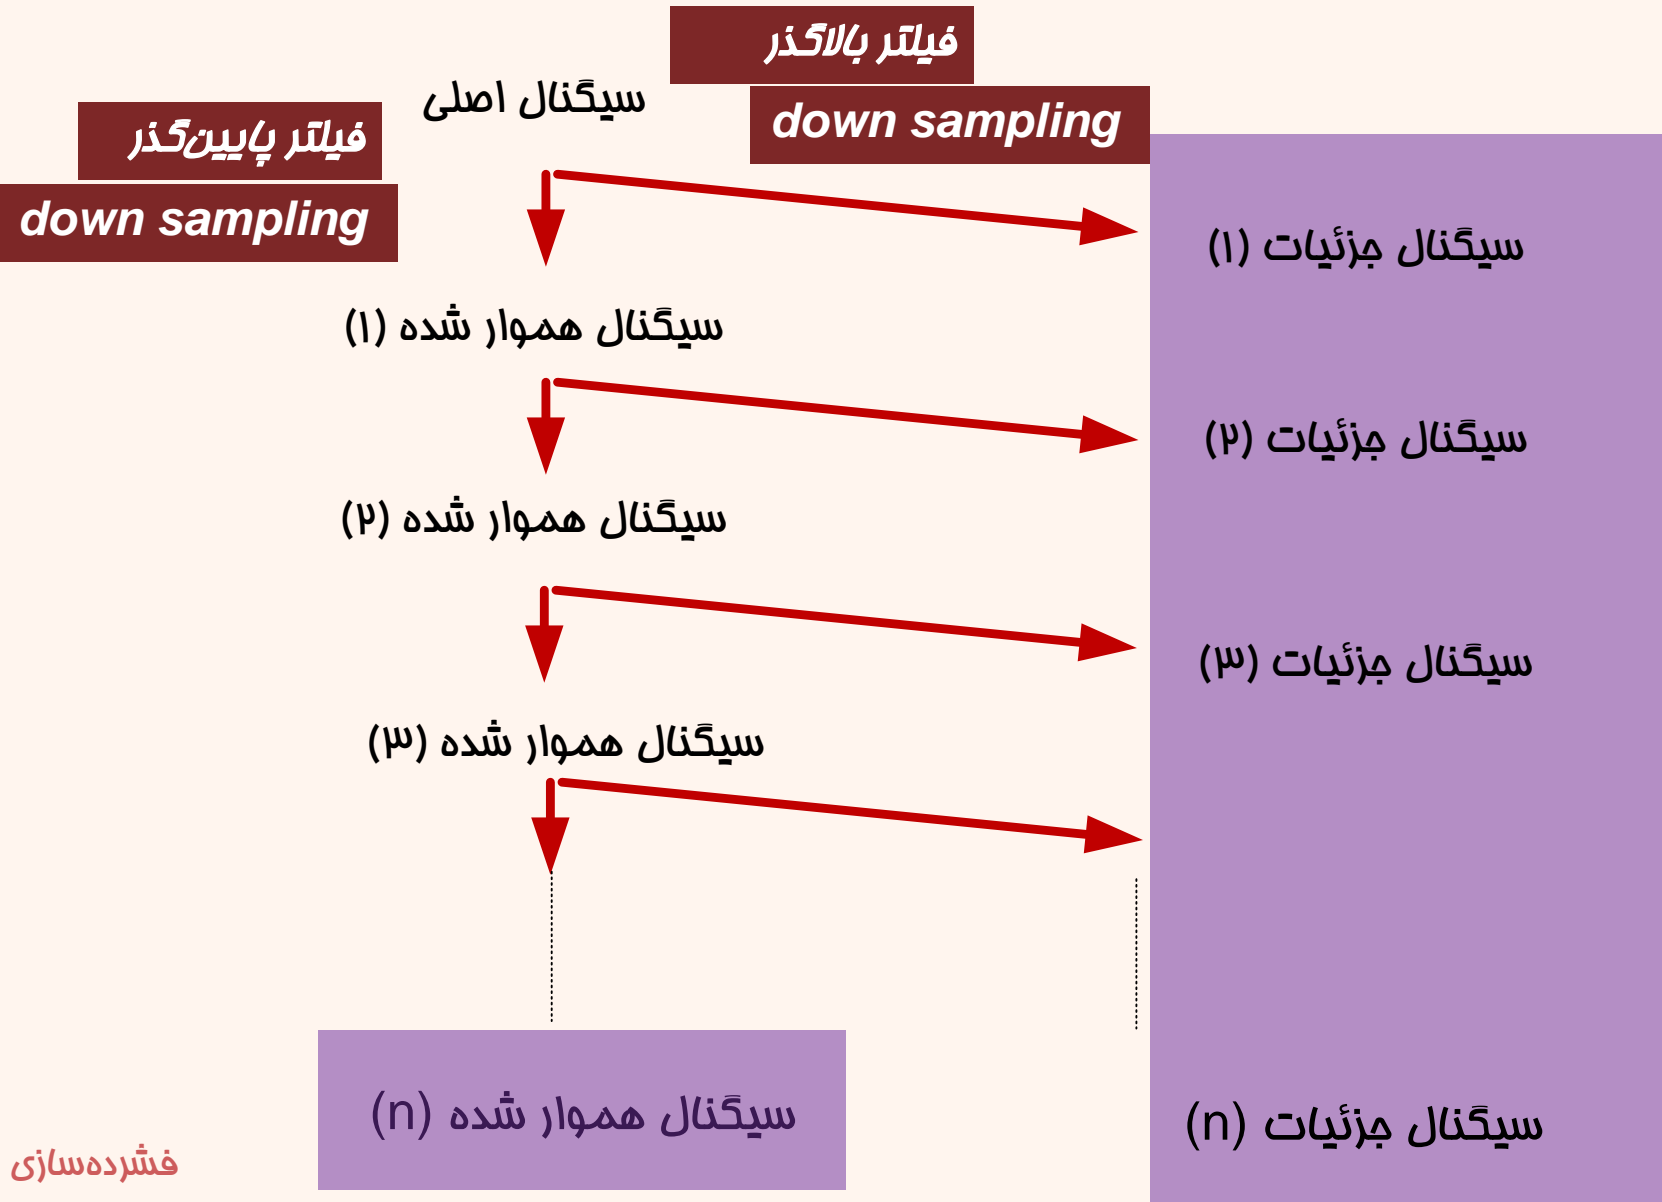 فیلتر بالاگذر
down sampling
سیگنال اصلی
فیلتر پایین‌گذر
down sampling
سیگنال جزئیات (۱)
سیگنال هموار شده (۱)
سیگنال جزئیات (۲)
سیگنال هموار شده (۲)
سیگنال جزئیات (۳)
سیگنال هموار شده (۳)
سیگنال جزئیات (n)
سیگنال هموار شده (n)
فشرده‌سازی